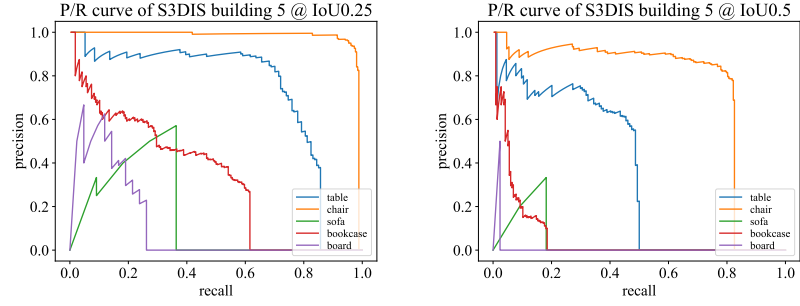 P/R curve of S3DIS building 5 @ IoU0.25
precision
1.0
0.8
0.6
0.4
0.2
0.0
0.0 0.2 0.4 0.6 0.8 1.0
recall
table
chair
sofa
bookcase
board
P/R curve of S3DIS building 5 @ IoU0.5
precision
1.0
0.8
0.6
0.4
0.2
0.0
0.0 0.2 0.4 0.6 0.8 1.0
recall
table
chair
sofa
bookcase
board